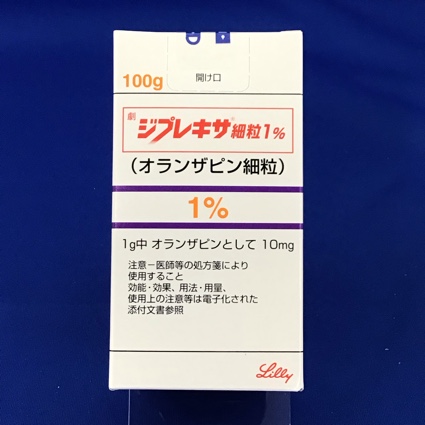 開け口
100g
劇 ジプレキサ®細粒1%
（オランザピン細粒）
1%
1g中 オランザピンとして 10mg
注意－医師等の処方箋により
使用すること
効能・効果、用法・用量、
使用上の注意等は電子化された
添付文書参照
Lilly